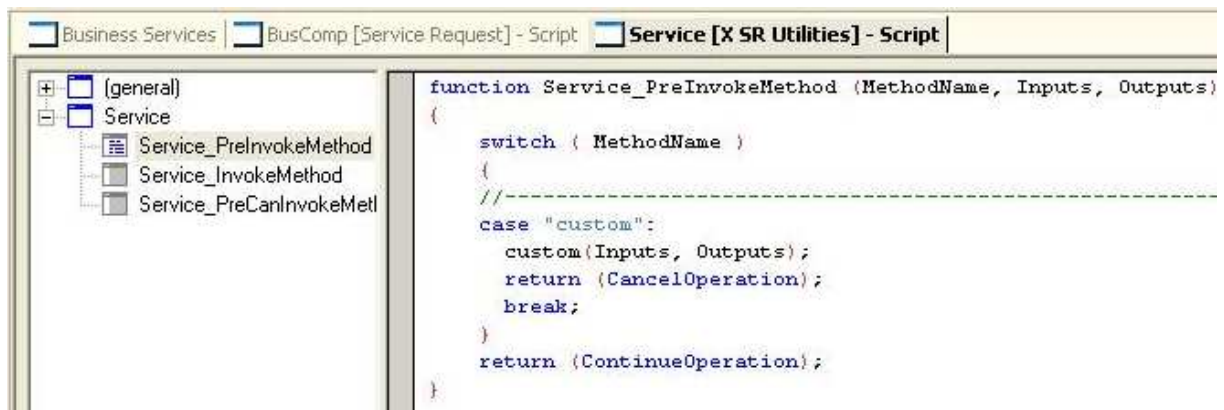 Business Services
BusComp [Service Request] - Script
Service [X SR Utilities] - Script
(general)
Service
Service_PreInvokeMethod
Service_InvokeMethod
Service_PreCanInvokeMetl
function Service_PreInvokeMethod (MethodName, Inputs, Outputs)
{
switch ( MethodName )
{
//----------------------------------------------------------
case "custom":
custom(Inputs, Outputs);
return (CancelOperation);
break;
}
return (ContinueOperation);
}